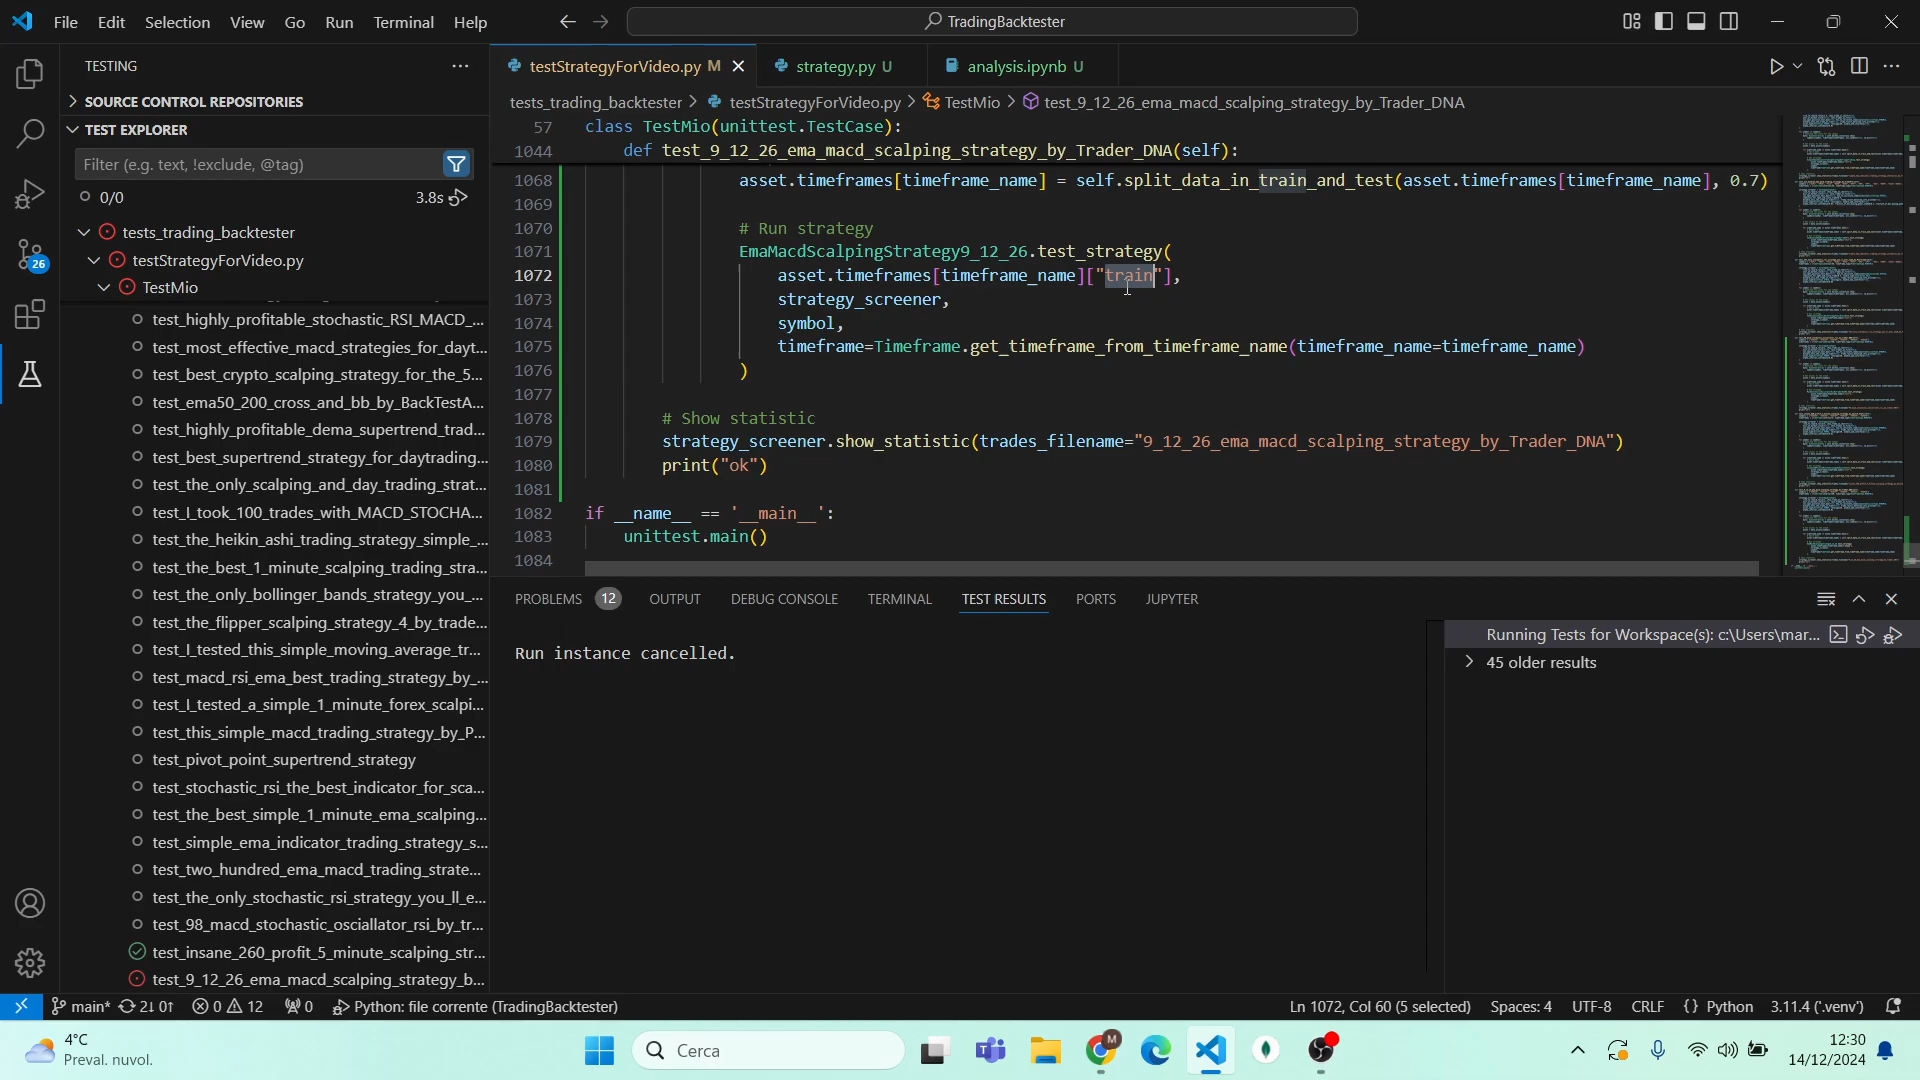 File Edit Selection View Go Run Terminal Help
TradingBacktester
TESTING
SOURCE CONTROL REPOSITORIES
TEST EXPLORER
Filter (e.g. text, !exclude, @tag)
0/0
3.8s
tests_trading_backtester
testStrategyForVideo.py
TestMio
test_highly_profitable_stochastic_RSI_MACD_...
test_most_effective_macd_strategies_for_dayt...
test_best_crypto_scalping_strategy_for_the_5...
test_ema50_200_cross_and_bb_by_BackTestA...
test_highly_profitable_dema_supertrend_trad...
test_best_supertrend_strategy_for_daytrading...
test_the_only_scalping_and_day_trading_strat...
test_I_took_100_trades_with_MACD_STOCHA...
test_the_heikin_ashi_trading_strategy_simple_...
test_the_best_1_minute_scalping_trading_stra...
test_the_only_bollinger_bands_strategy_you_...
test_the_flipper_scalping_strategy_4_by_trade...
test_I_tested_this_simple_moving_average_tr...
test_macd_rsi_ema_best_trading_strategy_by_...
test_I_tested_a_simple_1_minute_forex_scalpi...
test_this_simple_macd_trading_strategy_by_P...
test_pivot_point_supertrend_strategy
test_stochastic_rsi_the_best_indicator_for_sca...
test_the_best_simple_1_minute_ema_scalping...
test_simple_ema_indicator_trading_strategy_s...
test_two_hundred_ema_macd_trading_strate...
test_the_only_stochastic_rsi_strategy_you_ll_e...
test_98_macd_stochastic_osciallator_rsi_by_tr...
test_insane_260_profit_5_minute_scalping_str...
test_9_12_26_ema_macd_scalping_strategy_b...
26
testStrategyForVideo.py M
strategy.py U
analysis.ipynb U
tests_trading_backtester > testStrategyForVideo.py > TestMio > test_9_12_26_ema_macd_scalping_strategy_by_Trader_DNA
57 class TestMio(unittest.TestCase):
1044 def test_9_12_26_ema_macd_scalping_strategy_by_Trader_DNA(self):
1068 asset.timeframes[timeframe_name] = self.split_data_in_train_and_test(asset.timeframes[timeframe_name], 0.7)
1069
1070 # Run strategy
1071 EmaMacdScalpingStrategy9_12_26.test_strategy(
1072 asset.timeframes[timeframe_name]["train"],
1073 strategy_screener,
1074 symbol,
1075 timeframe=Timeframe.get_timeframe_from_timeframe_name(timeframe_name=timeframe_name)
1076 )
1077
1078 # Show statistic
1079 strategy_screener.show_statistic(trades_filename="9_12_26_ema_macd_scalping_strategy_by_Trader_DNA")
1080 print("ok")
1081
1082 if __name__ == '__main__':
1083 unittest.main()
1084
PROBLEMS 12 OUTPUT DEBUG CONSOLE TERMINAL TEST RESULTS PORTS JUPYTER
Run instance cancelled.
Running Tests for Workspace(s): c:\Users\mar...
45 older results
main* 2↓ 0↑ 0 12 0 Python: file corrente (TradingBacktester)
Ln 1072, Col 60 (5 selected) Spaces: 4 UTF-8 CRLF {} Python 3.11.4 ('.venv')
4°C
Preval. nuvol.
Cerca
M
12:30
14/12/2024